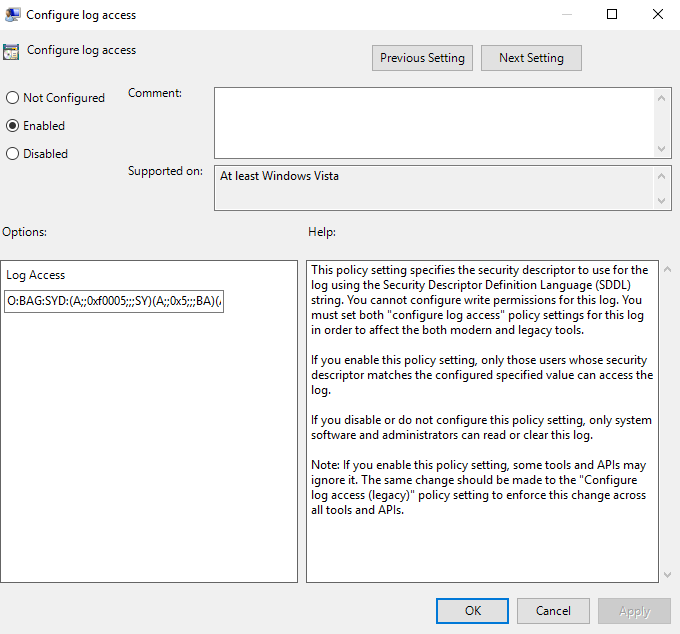 Configure log access
Configure log access
Previous Setting
Next Setting
Not Configured
Enabled
Disabled
Comment:
Supported on:
At least Windows Vista
Options:
Help:
Log Access
O:BAG:SYD:(A;;0xf0005;;;SY)(A;;0x5;;;BA)(
This policy setting specifies the security descriptor to use for the
log using the Security Descriptor Definition Language (SDDL)
string. You cannot configure write permissions for this log. You
must set both "configure log access" policy settings for this log
in order to affect the both modern and legacy tools.
If you enable this policy setting, only those users whose security
descriptor matches the configured specified value can access the
log.
If you disable or do not configure this policy setting, only system
software and administrators can read or clear this log.
Note: If you enable this policy setting, some tools and APIs may
ignore it. The same change should be made to the "Configure
log access (legacy)" policy setting to enforce this change across
all tools and APIs.
OK
Cancel
Apply